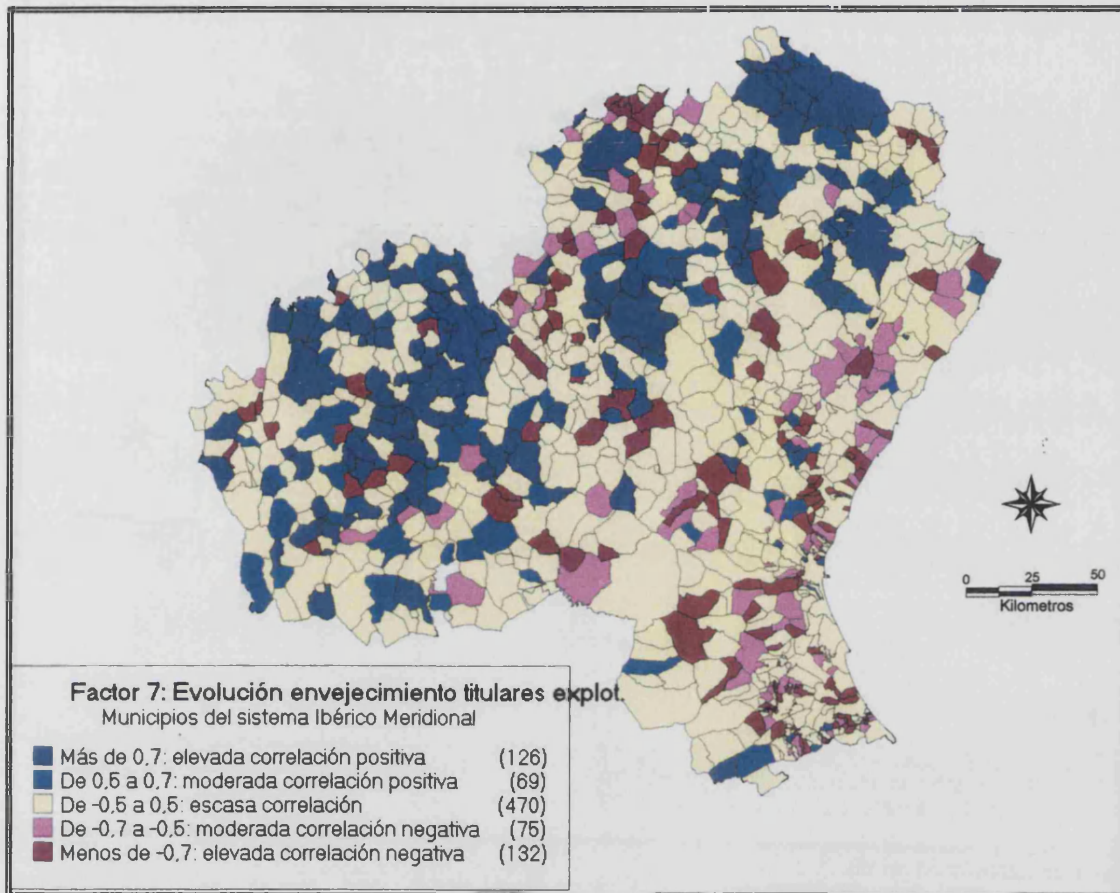 0 25 50
Kilometros
Factor 7: Evolución envejecimiento titulares explot.
Municipios del sistema Ibérico Meridional
Más de 0,7: elevada correlación positiva (126)
De 0,5 a 0,7: moderada correlación positiva (69)
De -0,5 a 0,5: escasa correlación (470)
De -0,7 a -0,5: moderada correlación negativa (75)
Menos de -0,7: elevada correlación negativa (132)